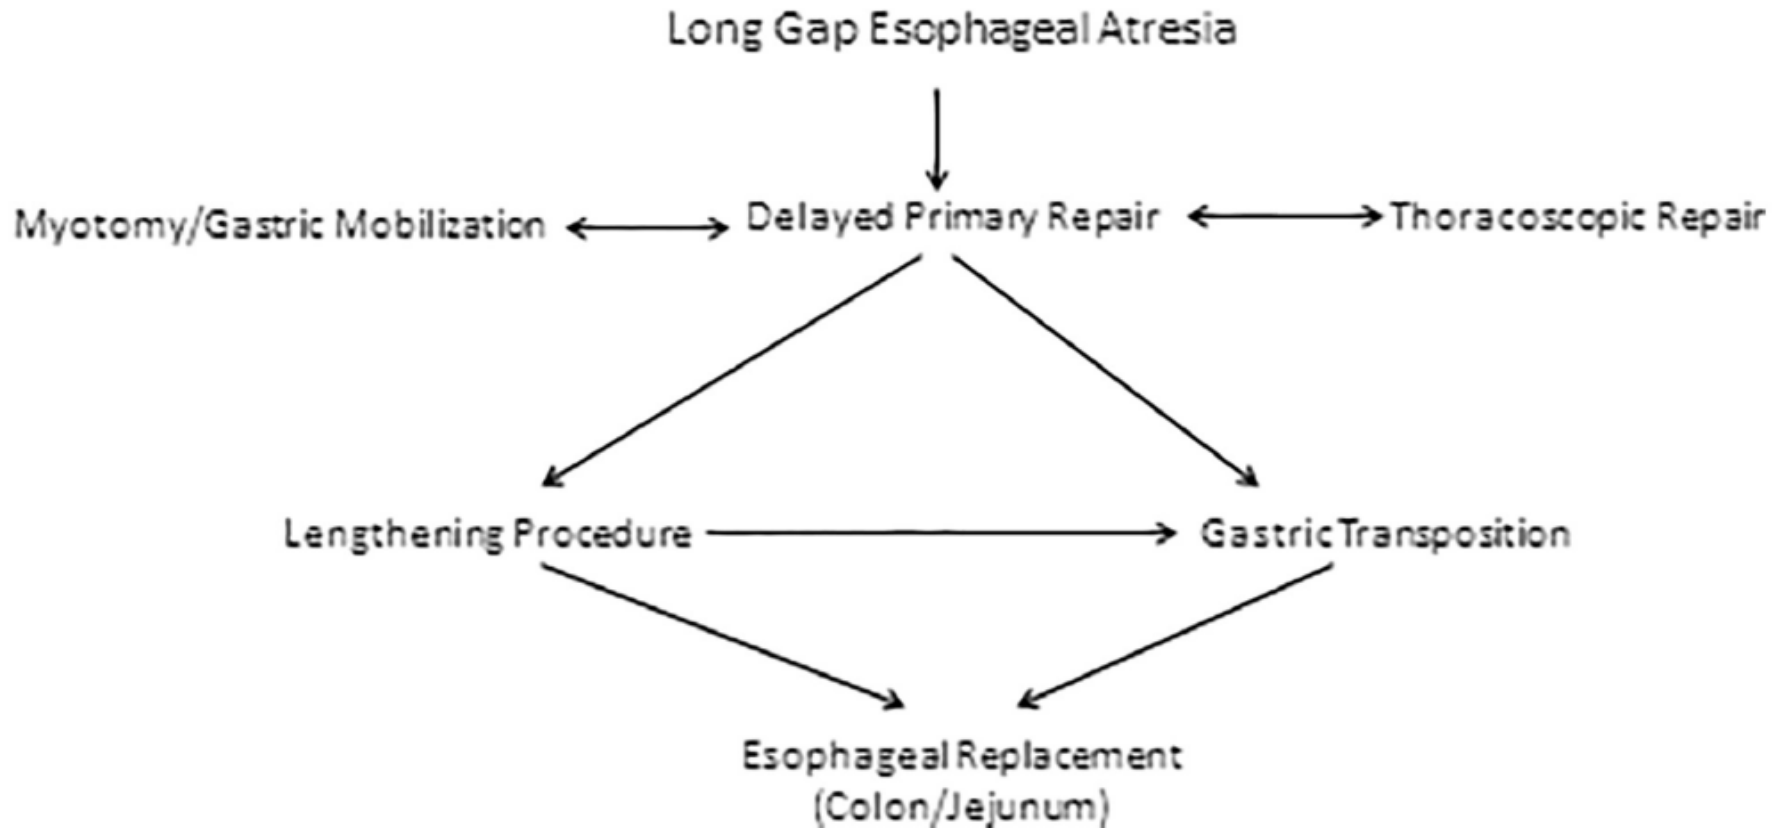 Long Gap Esophageal Atresia
Myotomy/Gastric Mobilization
Delayed Primary Repair
Thoracoscopic Repair
Lengthening Procedure
Gastric Transposition
Esophageal Replacement
(Colon/Jejunum)